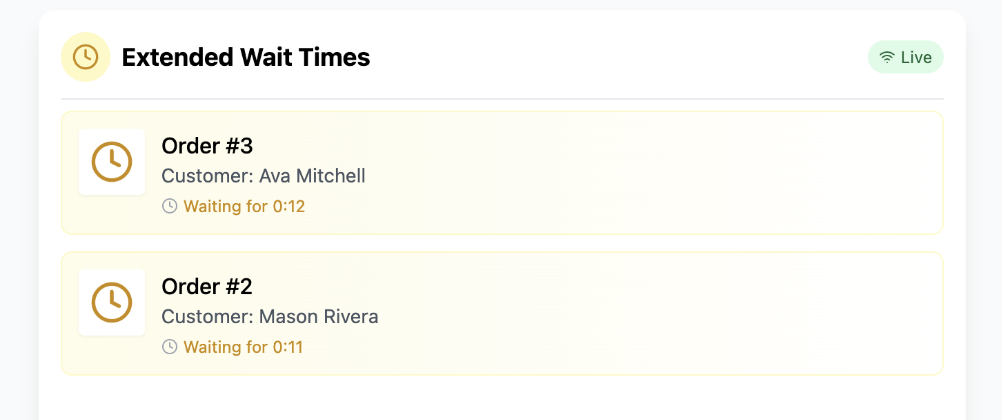 Extended Wait Times
Live
Order #3
Customer: Ava Mitchell
Waiting for 0:12
Order #2
Customer: Mason Rivera
Waiting for 0:11